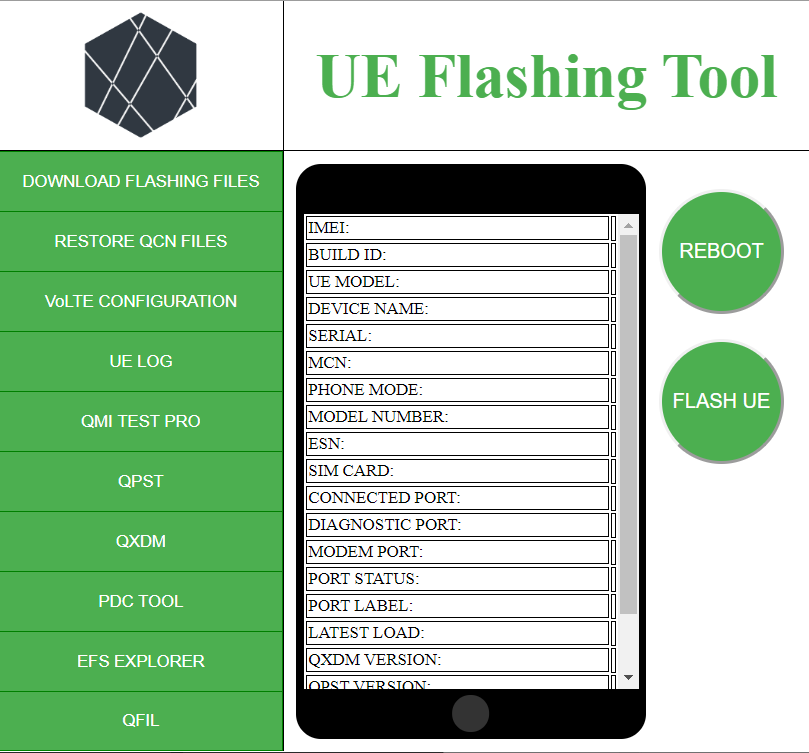 UE Flashing Tool
DOWNLOAD FLASHING FILES
RESTORE QCN FILES
VoLTE CONFIGURATION
UE LOG
QMI TEST PRO
QPST
QXDM
PDC TOOL
EFS EXPLORER
QFIL
IMEI:
BUILD ID:
UE MODEL:
DEVICE NAME:
SERIAL:
MCN:
PHONE MODE:
MODEL NUMBER:
ESN:
SIM CARD:
CONNECTED PORT:
DIAGNOSTIC PORT:
MODEM PORT:
PORT STATUS:
PORT LABEL:
LATEST LOAD:
QXDM VERSION:
QPST VERSION:
REBOOT
FLASH UE